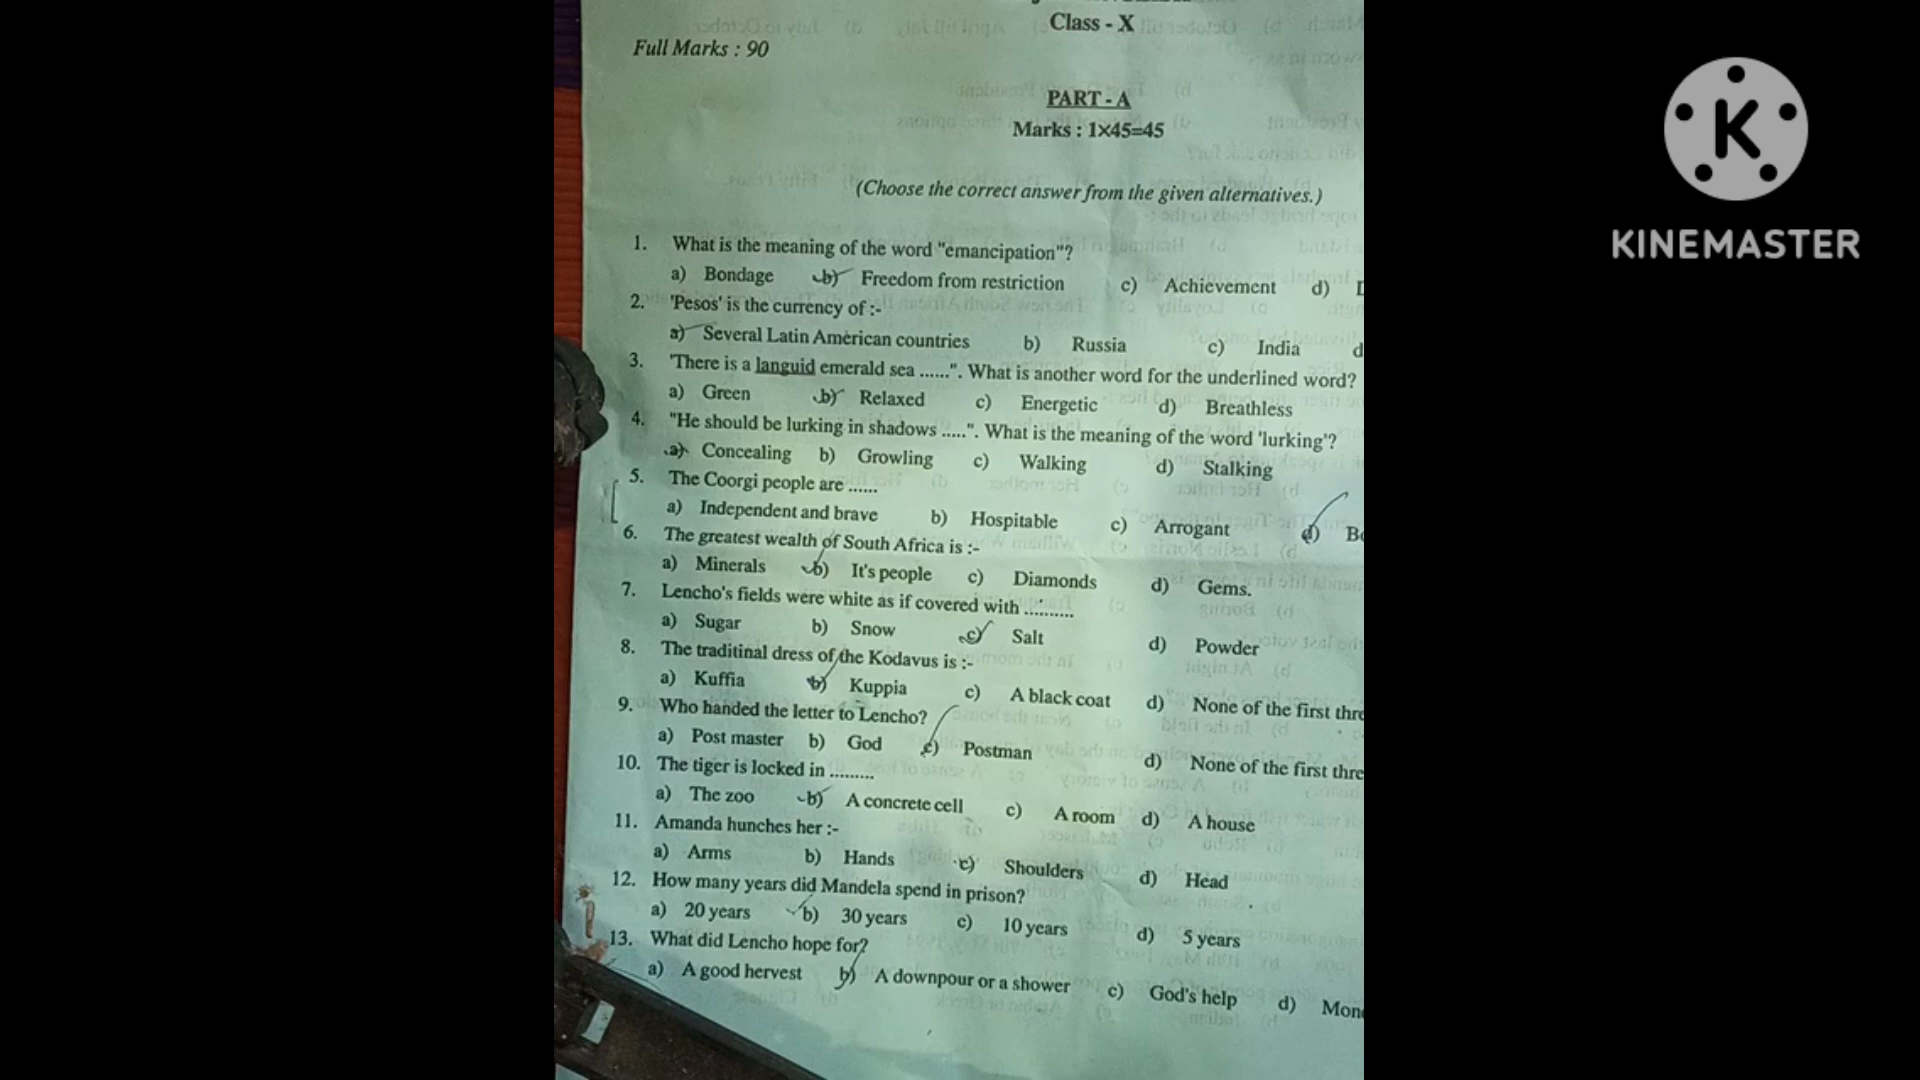 Class - X
Full Marks : 90
PART - A
Marks : 1×45=45
(Choose the correct answer from the given alternatives.)
1. What is the meaning of the word "emancipation"?
a) Bondage b) Freedom from restriction c) Achievement d)
2. 'Pesos' is the currency of :-
a) Several Latin American countries b) Russia c) India d
3. 'There is a languid emerald sea ......". What is another word for the underlined word?
a) Green b) Relaxed c) Energetic d) Breathless
4. "He should be lurking in shadows .....". What is the meaning of the word 'lurking'?
a) Concealing b) Growling c) Walking d) Stalking
5. The Coorgi people are ......
a) Independent and brave b) Hospitable c) Arrogant d)
6. The greatest wealth of South Africa is :-
a) Minerals b) It's people c) Diamonds d) Gems.
7. Lencho's fields were white as if covered with ..........
a) Sugar b) Snow c) Salt d) Powder
8. The traditinal dress of the Kodavus is :-
a) Kuffia b) Kuppia c) A black coat d) None of the first thre
9. Who handed the letter to Lencho?
a) Post master b) God c) Postman d) None of the first thre
10. The tiger is locked in .........
a) The zoo b) A concrete cell c) A room d) A house
11. Amanda hunches her :-
a) Arms b) Hands c) Shoulders d) Head
12. How many years did Mandela spend in prison?
a) 20 years b) 30 years c) 10 years d) 5 years
13. What did Lencho hope for?
a) A good hervest b) A downpour or a shower c) God's help d) Mon
K
KINEMASTER